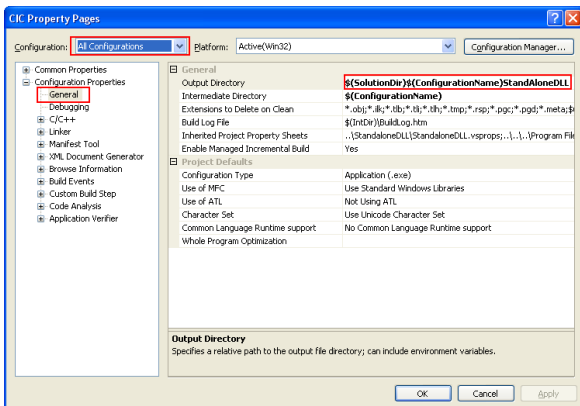 CIC Property Pages
Configuration: All Configurations Platform: Active(Win32) Configuration Manager...
Common Properties
Configuration Properties
General
Debugging
C/C++
Linker
Manifest Tool
XML Document Generator
Browse Information
Build Events
Custom Build Step
Code Analysis
Application Verifier
General
Output Directory $(SolutionDir)$(ConfigurationName)StandAloneDLL
Intermediate Directory $(ConfigurationName)
Extensions to Delete on Clean *.obj;*.ilk;*.tlb;*.tli;*.tlh;*.tmp;*.rsp;*.pgc;*.pgd;*.meta;
Build Log File $(IntDir)\BuildLog.htm
Inherited Project Property Sheets ..\StandaloneDLL\StandaloneDLL.vsprops;..\..\..\Program File
Enable Managed Incremental Build Yes
Project Defaults
Configuration Type Application (.exe)
Use of MFC Use Standard Windows Libraries
Use of ATL Not Using ATL
Character Set Use Unicode Character Set
Common Language Runtime support No Common Language Runtime support
Whole Program Optimization
Output Directory
Specifies a relative path to the output file directory; can include environment variables.
OK Cancel Apply